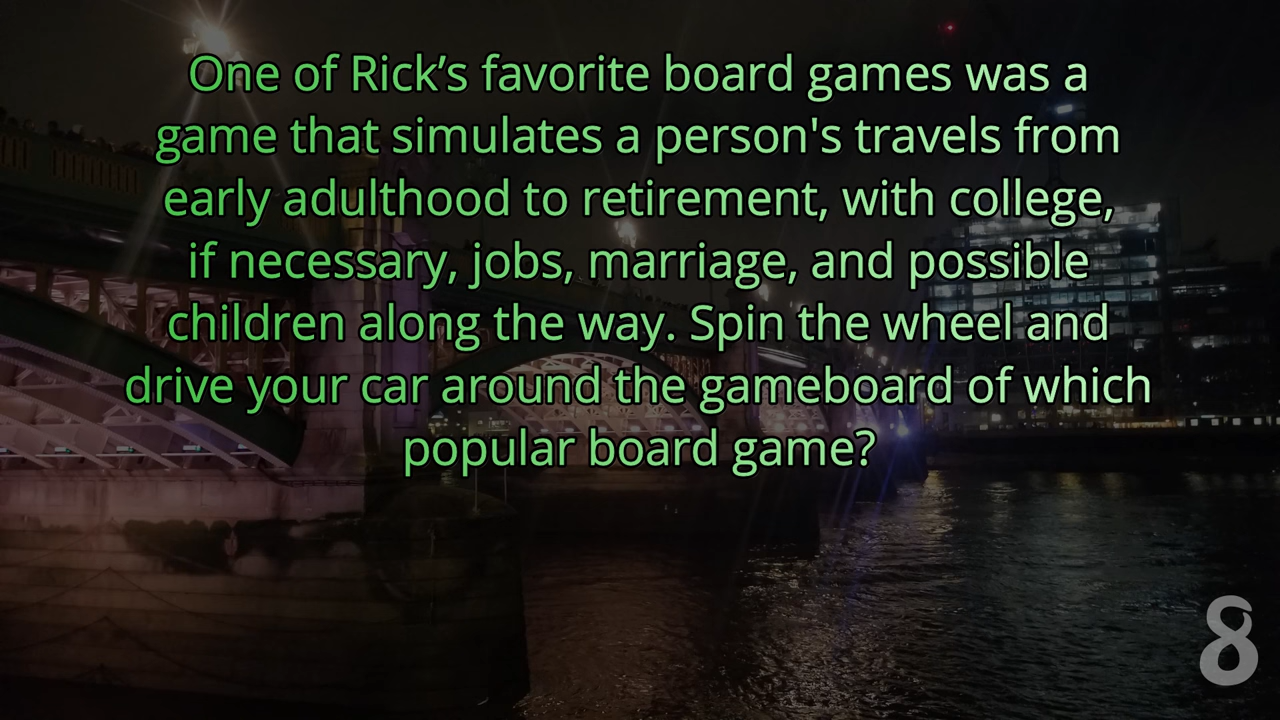 One of Rick’s favorite board games was a
game that simulates a person's travels from
early adulthood to retirement, with college,
if necessary, jobs, marriage, and possible
children along the way. Spin the wheel and
drive your car around the gameboard of which
popular board game?
8